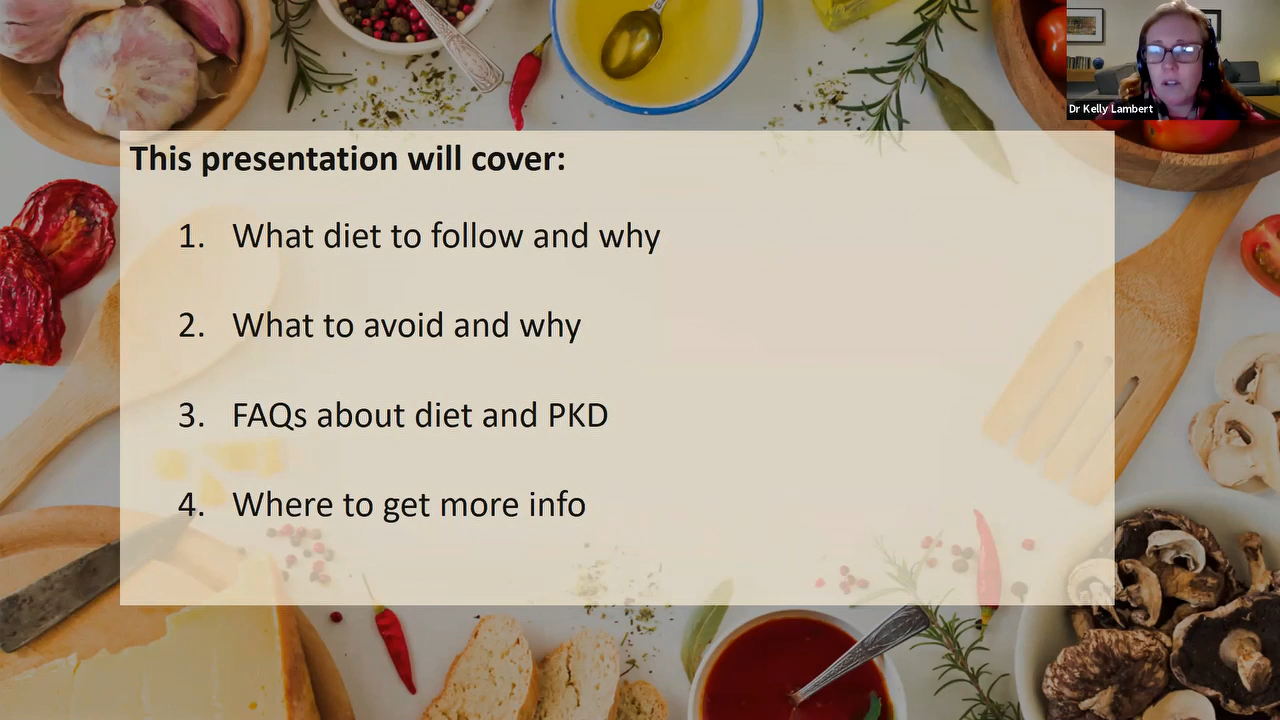 Dr Kelly Lambert
This presentation will cover:
1. What diet to follow and why
2. What to avoid and why
3. FAQs about diet and PKD
4. Where to get more info